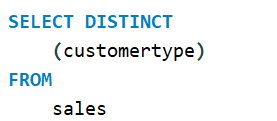 SELECT DISTINCT
(customertype)
FROM
sales